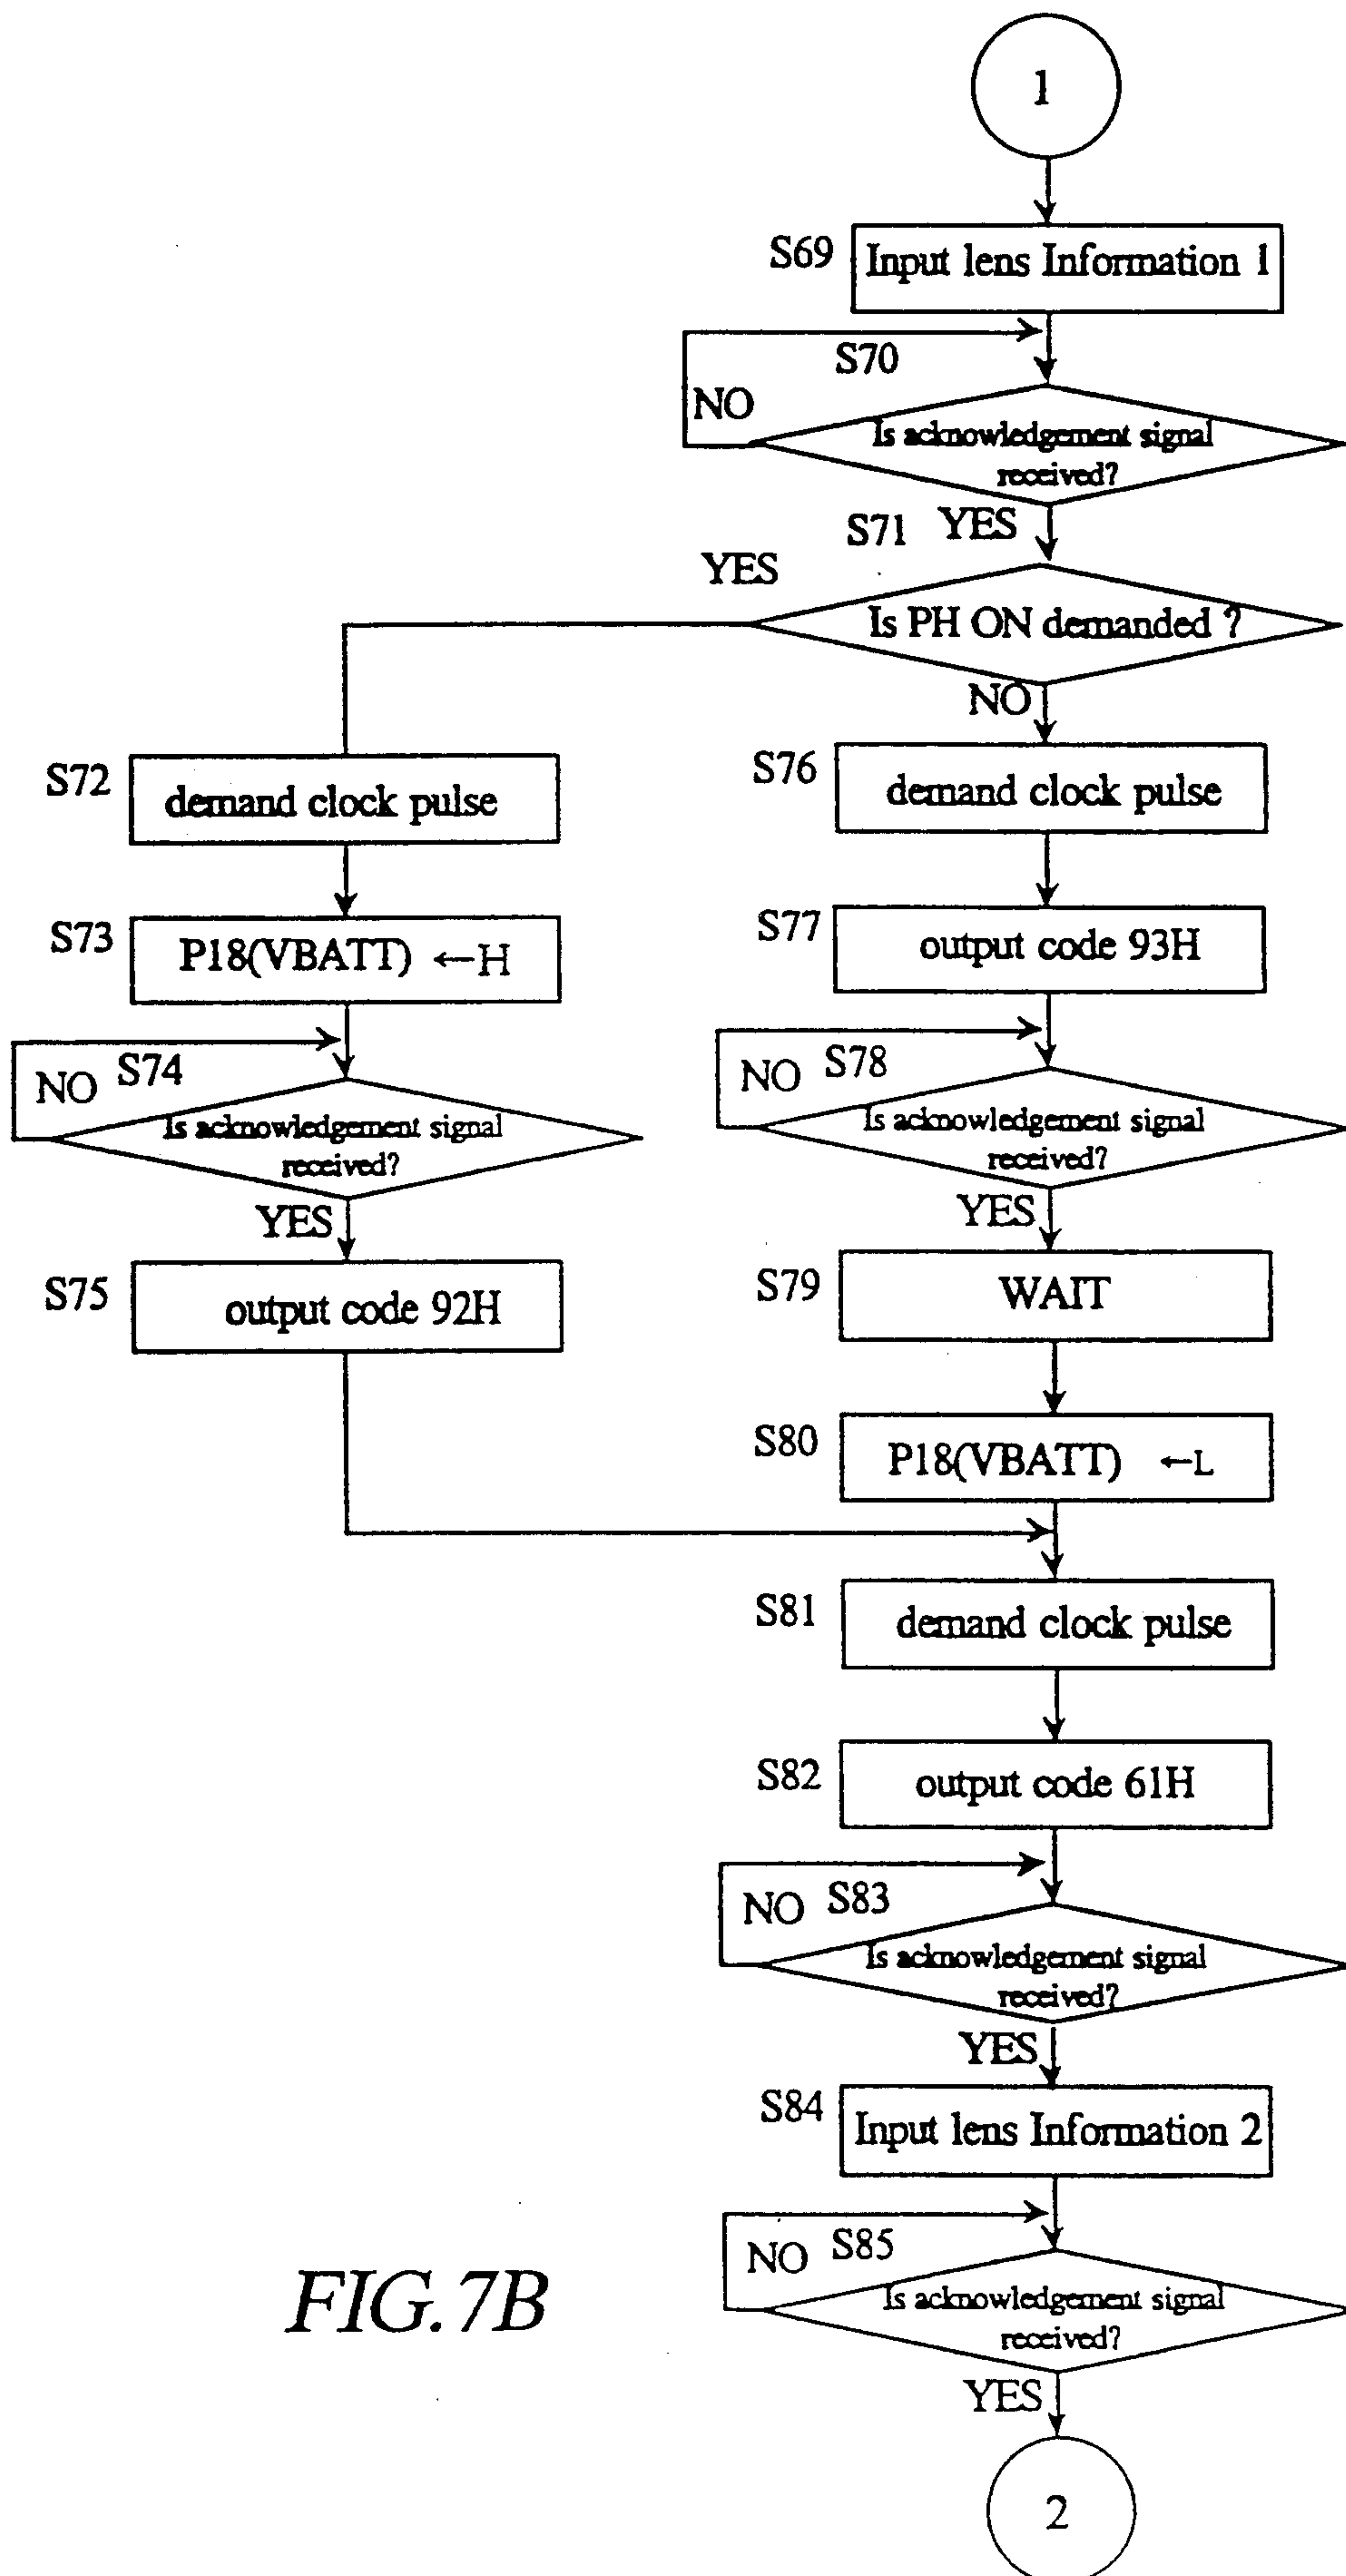 1
S69
Input lens Information 1
S70
NO
Is acknowledgement signal
received?
S71
YES
YES
Is PH ON demanded ?
NO
S72
demand clock pulse
S73
P18(VBATT) ←H
NO
S74
Is acknowledgement signal
received?
YES
S75
output code 92H
S76
demand clock pulse
S77
output code 93H
NO
S78
Is acknowledgement signal
received?
YES
S79
WAIT
S80
P18(VBATT) ←L
S81
demand clock pulse
S82
output code 61H
NO
S83
Is acknowledgement signal
received?
YES
S84
Input lens Information 2
NO
S85
Is acknowledgement signal
received?
YES
2
FIG. 7B